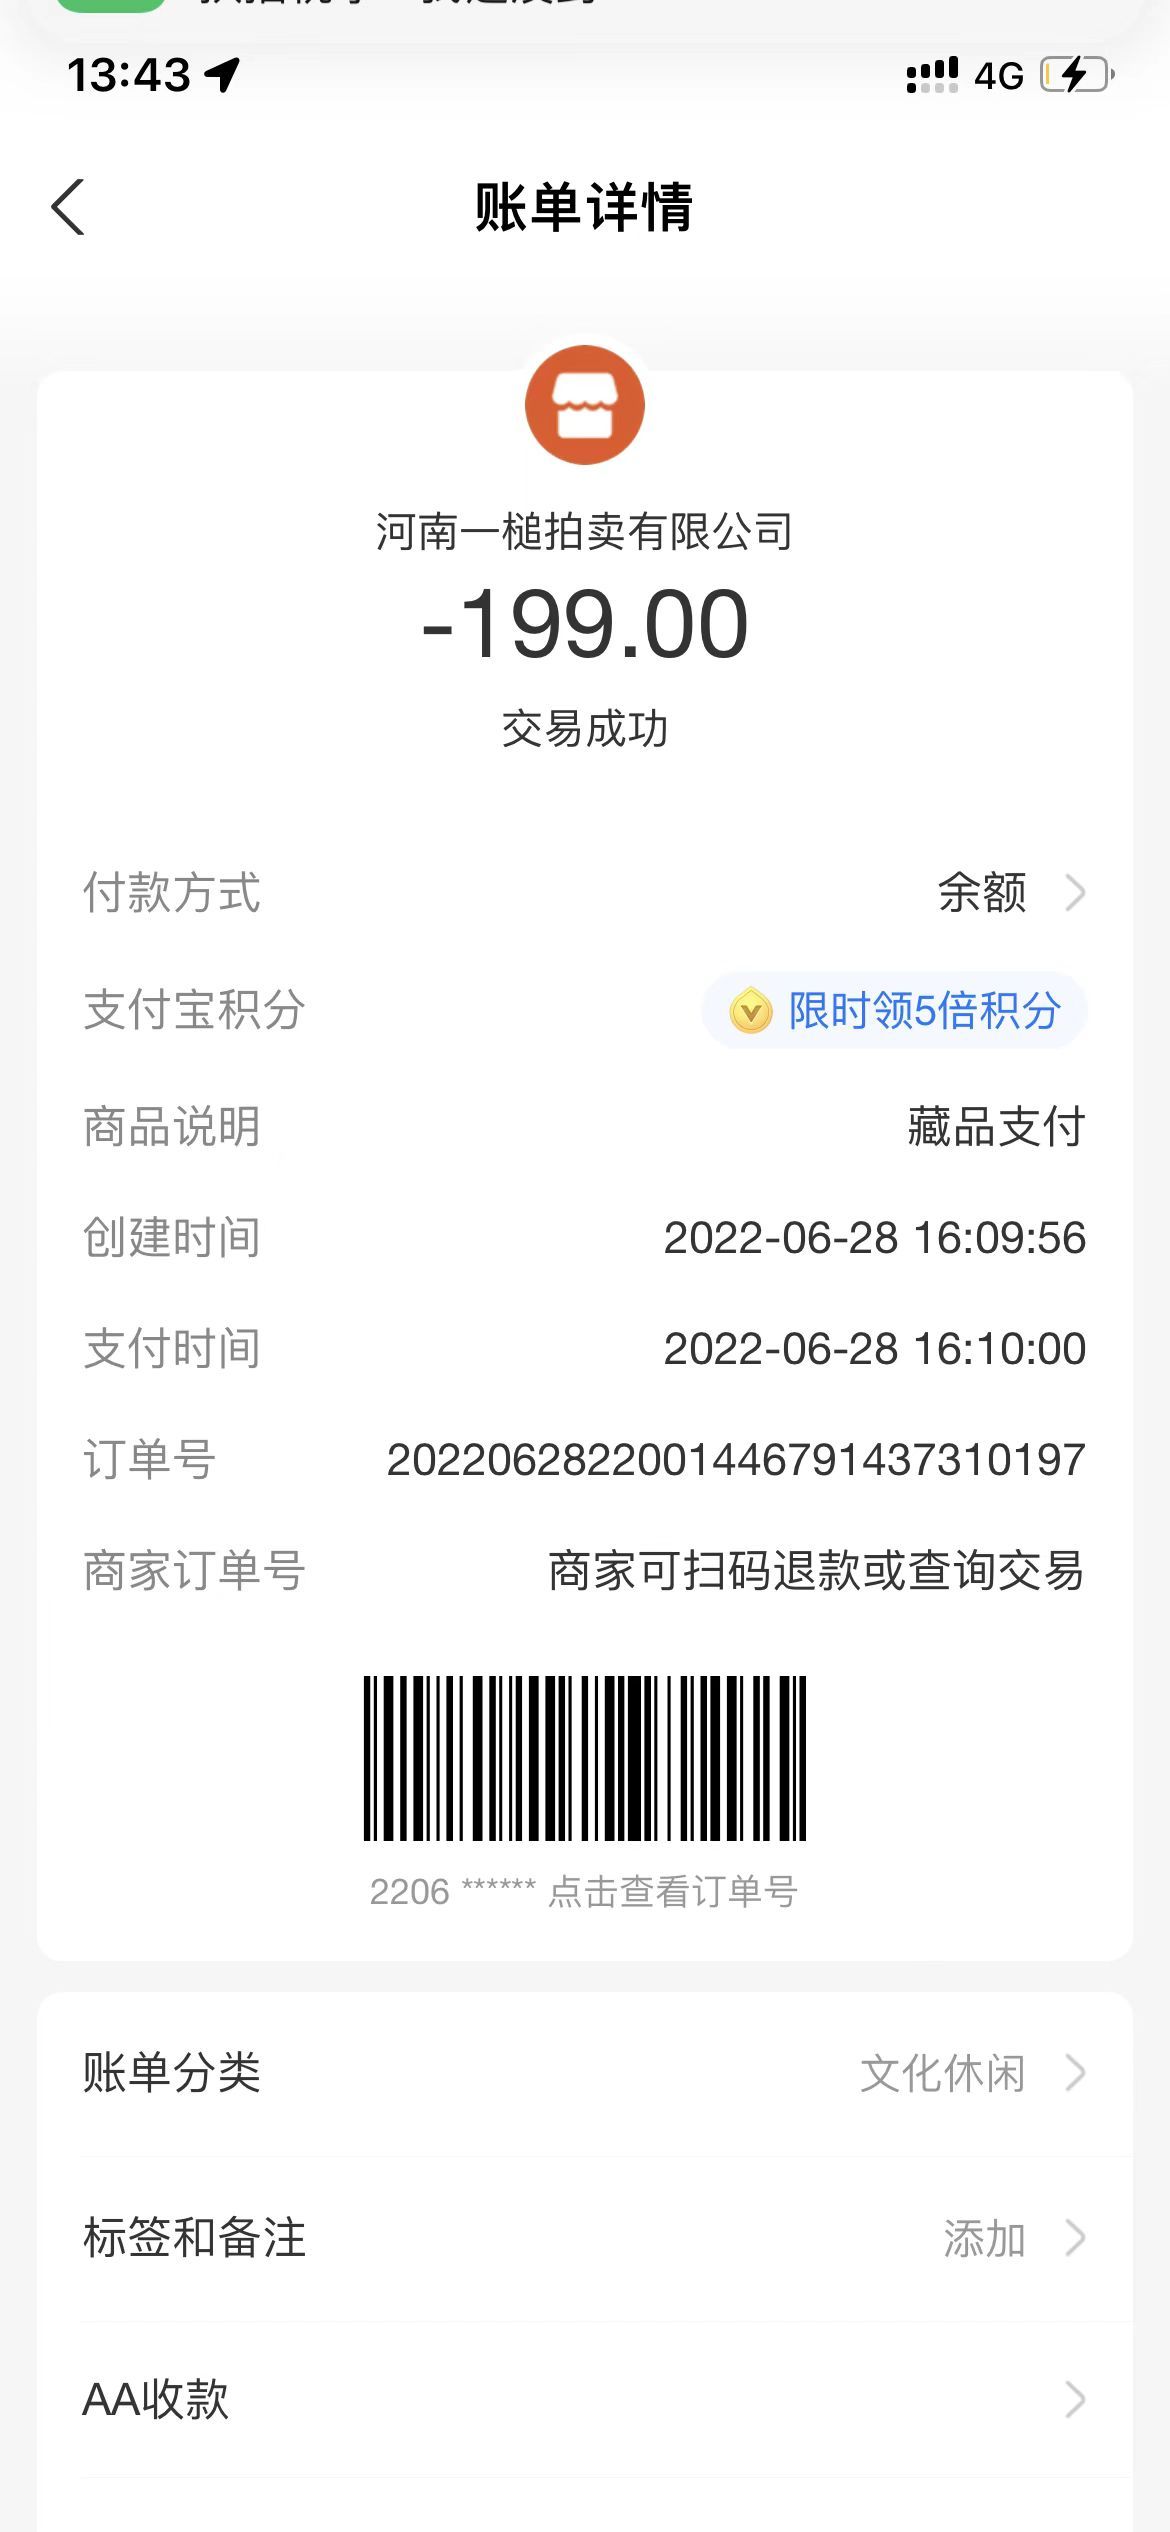 13:43
4G
账单详情
河南一槌拍卖有限公司
-199.00
交易成功
付款方式 余额
支付宝积分 限时领5倍积分
商品说明 藏品支付
创建时间 2022-06-28 16:09:56
支付时间 2022-06-28 16:10:00
订单号 2022062822001446791437310197
商家订单号 商家可扫码退款或查询交易
2206 ****** 点击查看订单号
账单分类 文化休闲
标签和备注 添加
AA收款